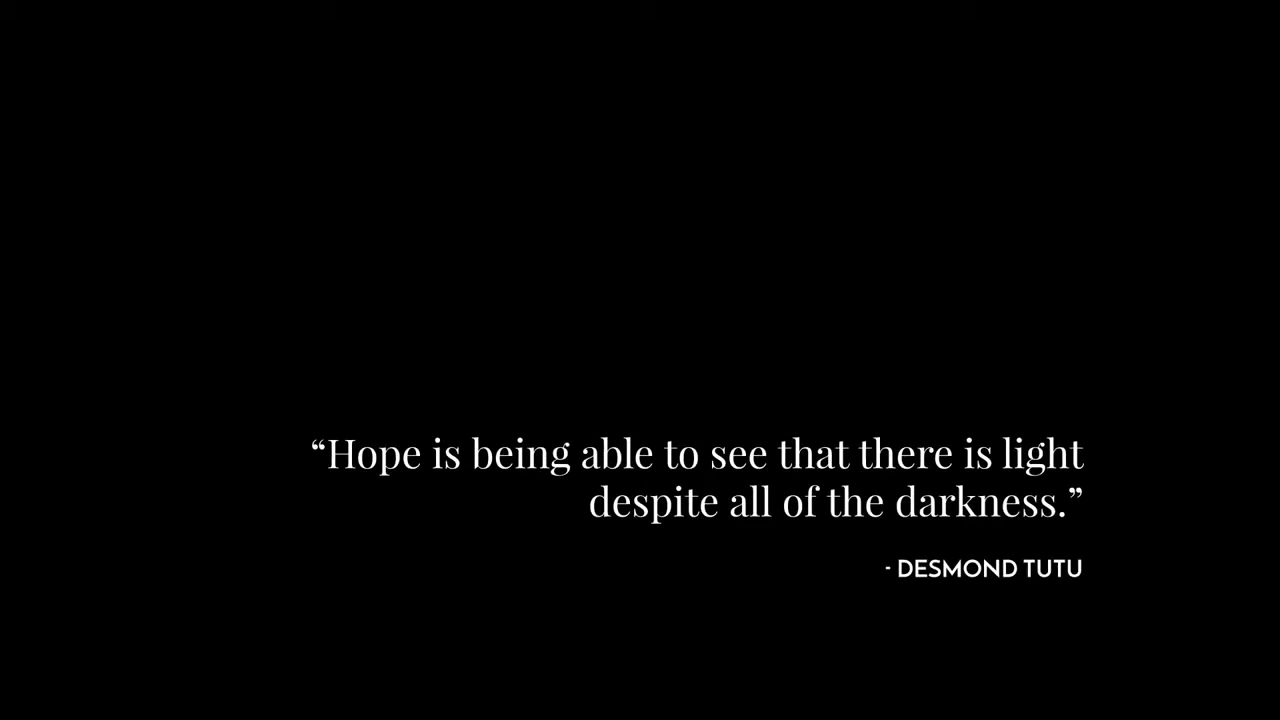 “Hope is being able to see that there is light
despite all of the darkness.”
- DESMOND TUTU